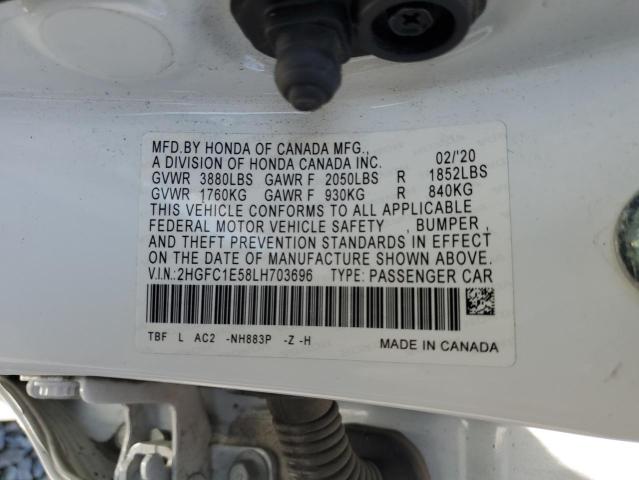 MFD.BY HONDA OF CANADA MFG.,
A DIVISION OF HONDA CANADA INC. 02/'20
GVWR 3880LBS GAWR F 2050LBS R 1852LBS
GVWR 1760KG GAWR F 930KG R 840KG
THIS VEHICLE CONFORMS TO ALL APPLICABLE
FEDERAL MOTOR VEHICLE SAFETY , BUMPER ,
AND THEFT PREVENTION STANDARDS IN EFFECT
ON THE DATE OF MANUFACTURE SHOWN ABOVE.
V.I.N.:2HGFC1E58LH703696 TYPE: PASSENGER CAR
TBF L AC2 -NH883P -Z -H MADE IN CANADA